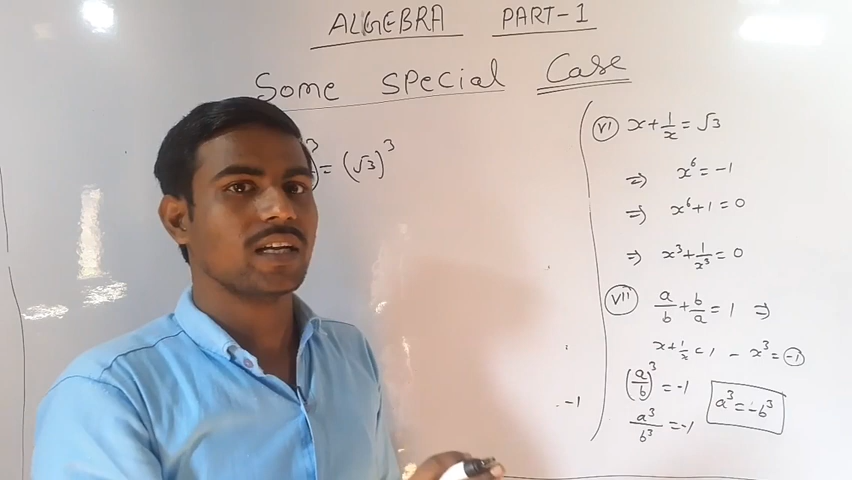 ALGEBRA PART-1
Some SPecial Case
)³ = (√3)³
(VI) x + 1/x = √3
⇒ x⁶ = -1
⇒ x⁶ + 1 = 0
⇒ x³ + 1/x³ = 0
(VII) a/b + b/a = 1 ⇒
x + 1/x = 1 - x³ = (-1)
(a/b)³ = -1
a³/b³ = -1
a³ = -b³
-1